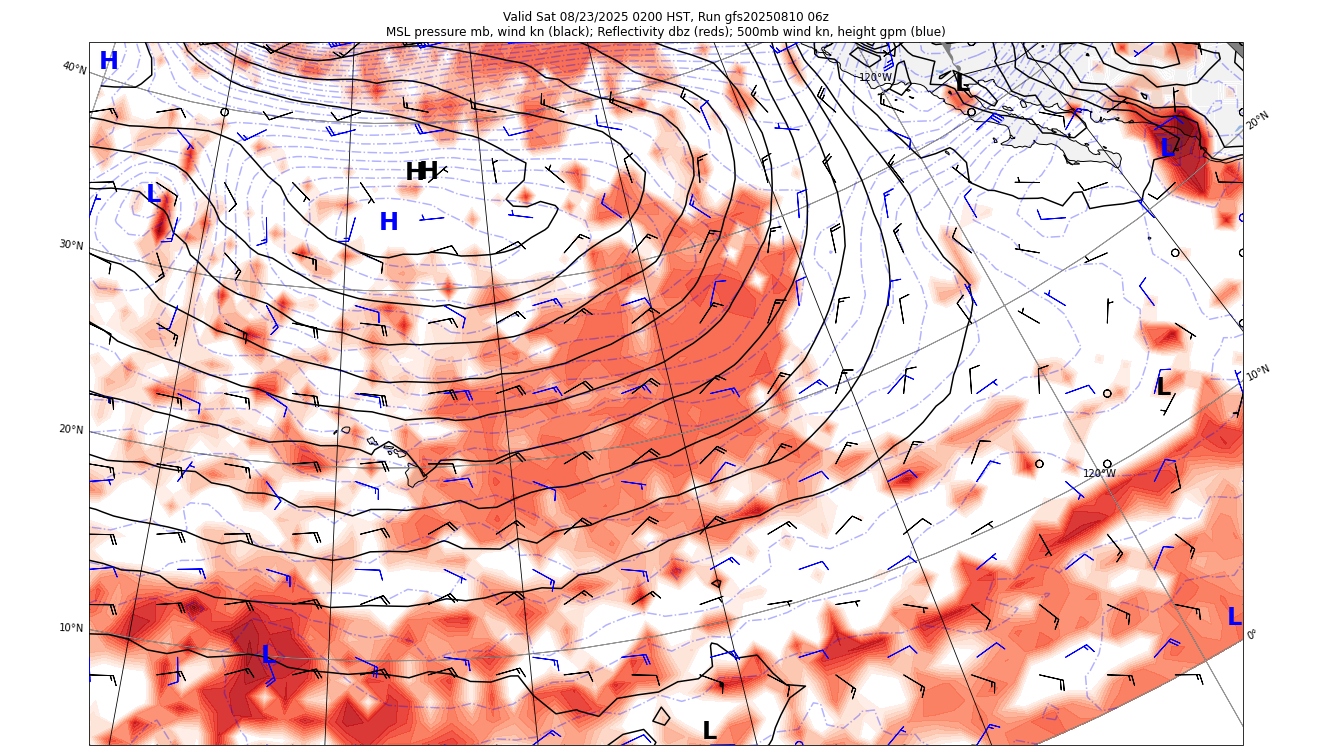 Valid Sat 08/23/2025 0200 HST, Run gfs20250810 06z
MSL pressure mb, wind kn (black); Reflectivity dbz (reds); 500mb wind kn, height gpm (blue)
H
40°N
120°W
L
20°N
L
HH
L
H
30°N
10°N
L
20°N
120°W
10°N
L
0°
L
L